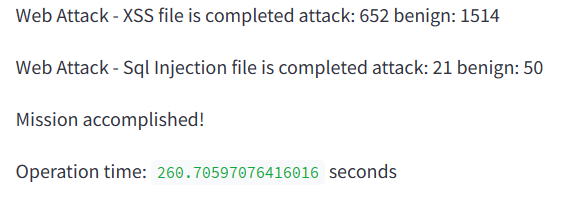 Web Attack - XSS file is completed attack: 652 benign: 1514
Web Attack - Sql Injection file is completed attack: 21 benign: 50
Mission accomplished!
Operation time: 260.70597076416016 seconds